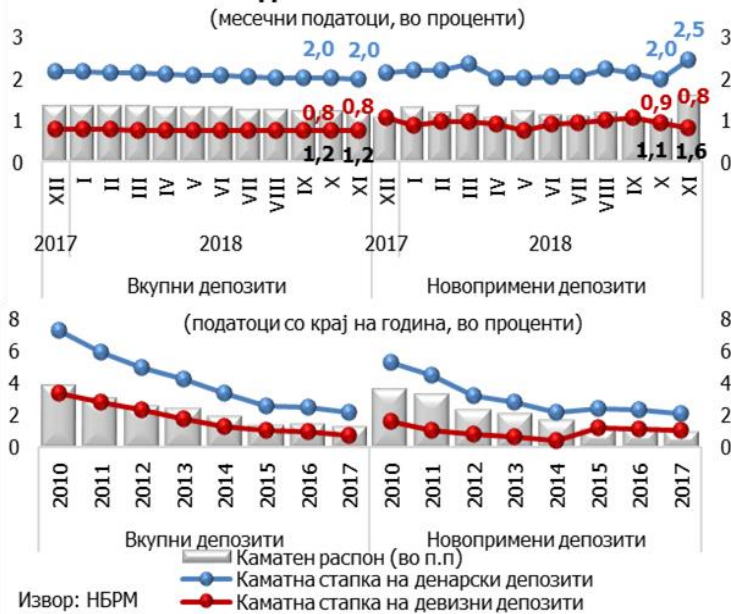 (месечни податоци, во проценти)
3 2 1 0
2,0 2,0
0,8 0,8
1,2 1,2
XII I II III IV V VI VII VIII IX X XI
2017 2018
Вкупни депозити
3 2 1 0
2,0 2,5
0,9 0,8
1,1 1,6
XII I II III IV V VI VII VIII IX X XI
2017 2018
Новопримени депозити
(податоци со крај на година, во проценти)
8 6 4 2 0
2010 2011 2012 2013 2014 2015 2016 2017
Вкупни депозити
8 6 4 2 0
2010 2011 2012 2013 2014 2015 2016 2017
Новопримени депозити
Каматен распон (во п.п)
Каматна стапка на денарски депозити
Каматна стапка на девизни депозити
Извор: НБРМ